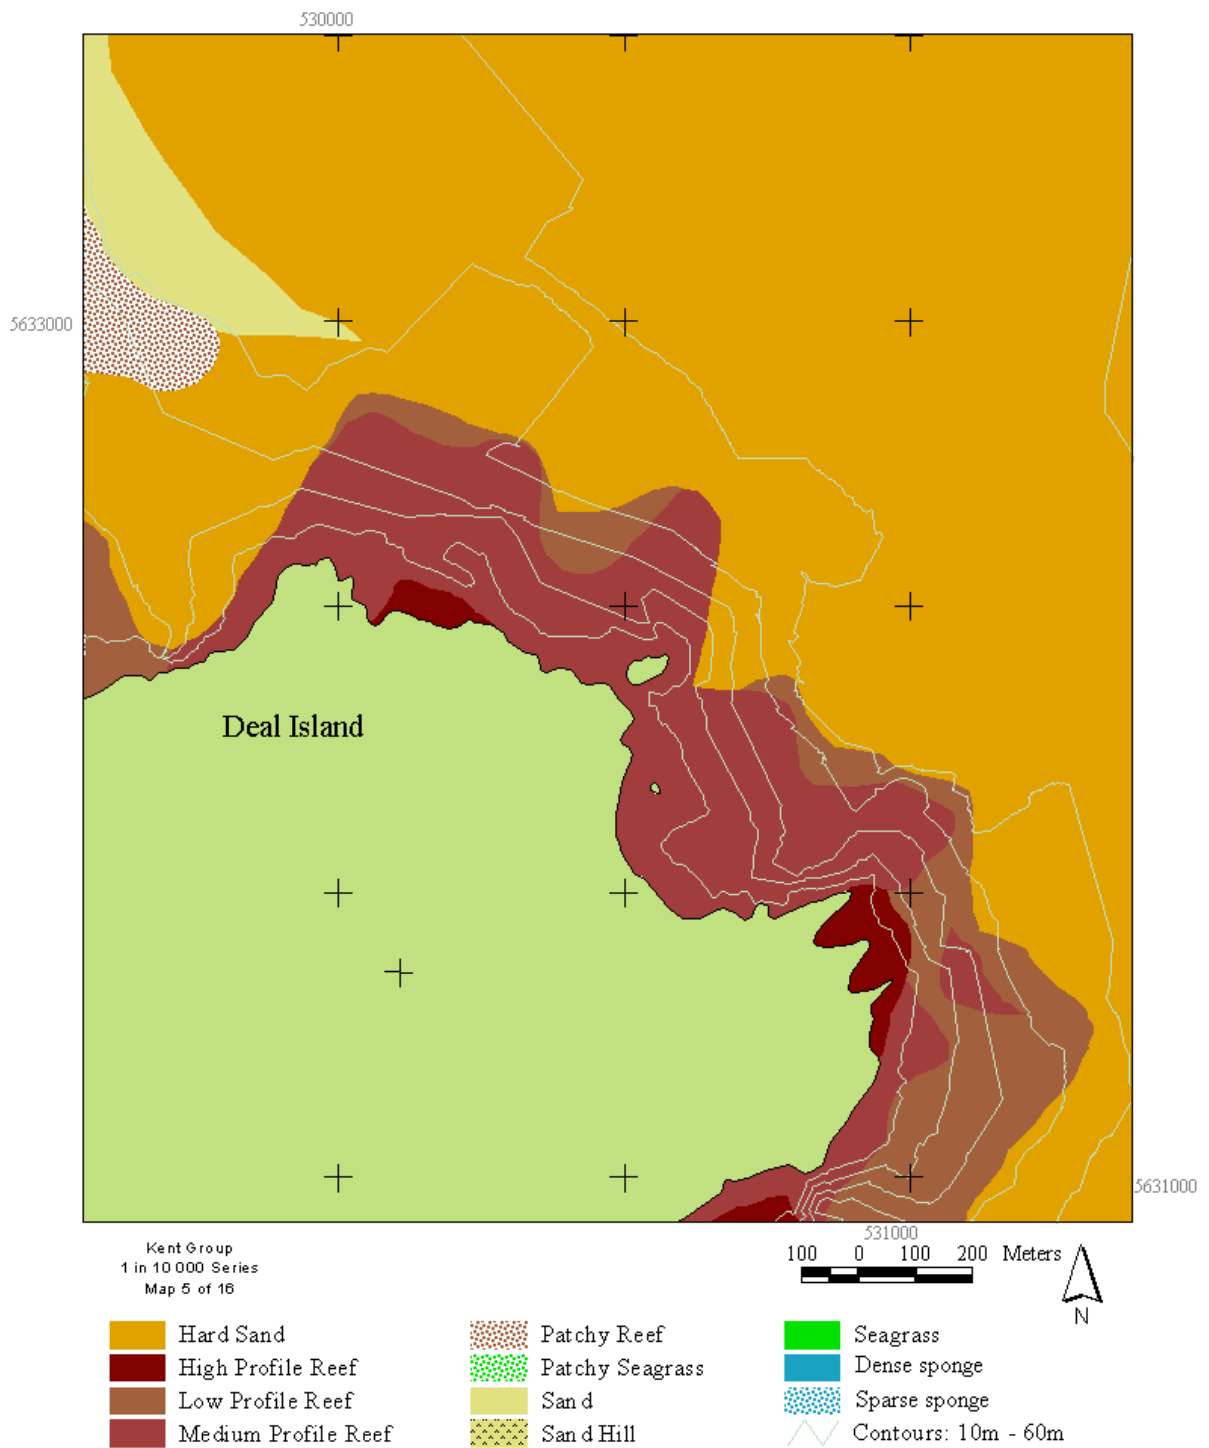 530000
5633000
Deal Island
5631000
531000
Kent Group
1 in 10 000 Series
Map 5 of 16
100 0 100 200 Meters
N
Hard Sand
High Profile Reef
Low Profile Reef
Medium Profile Reef
Patchy Reef
Patchy Seagrass
Sand
Sand Hill
Seagrass
Dense sponge
Sparse sponge
Contours: 10m - 60m